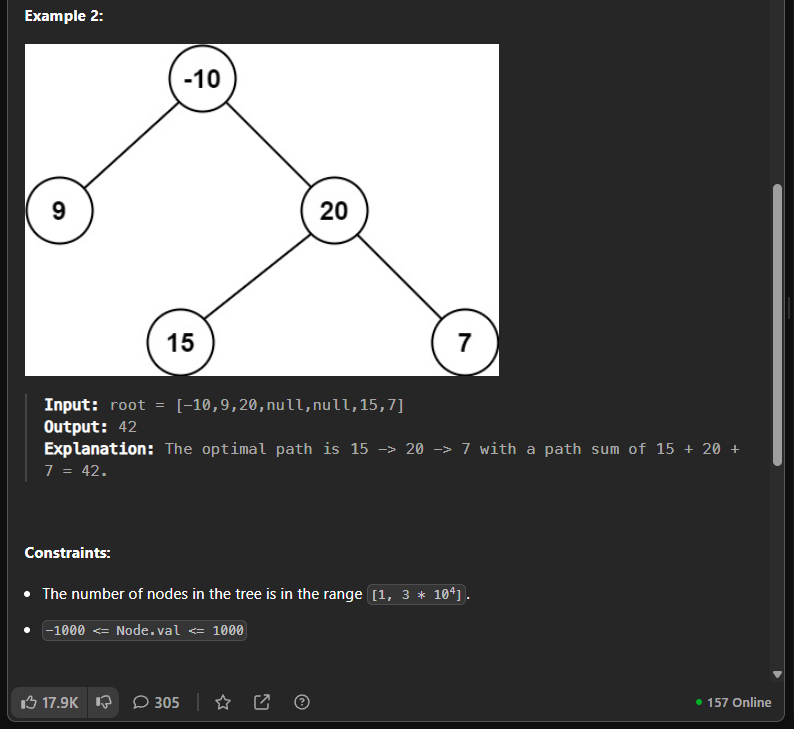 Example 2:
-10
9
20
15
7
Input: root = [-10,9,20,null,null,15,7]
Output: 42
Explanation: The optimal path is 15 -> 20 -> 7 with a path sum of 15 + 20 +
7 = 42.
Constraints:
• The number of nodes in the tree is in the range [1, 3 * 10⁴].
• -1000 <= Node.val <= 1000
17.9K 305 157 Online